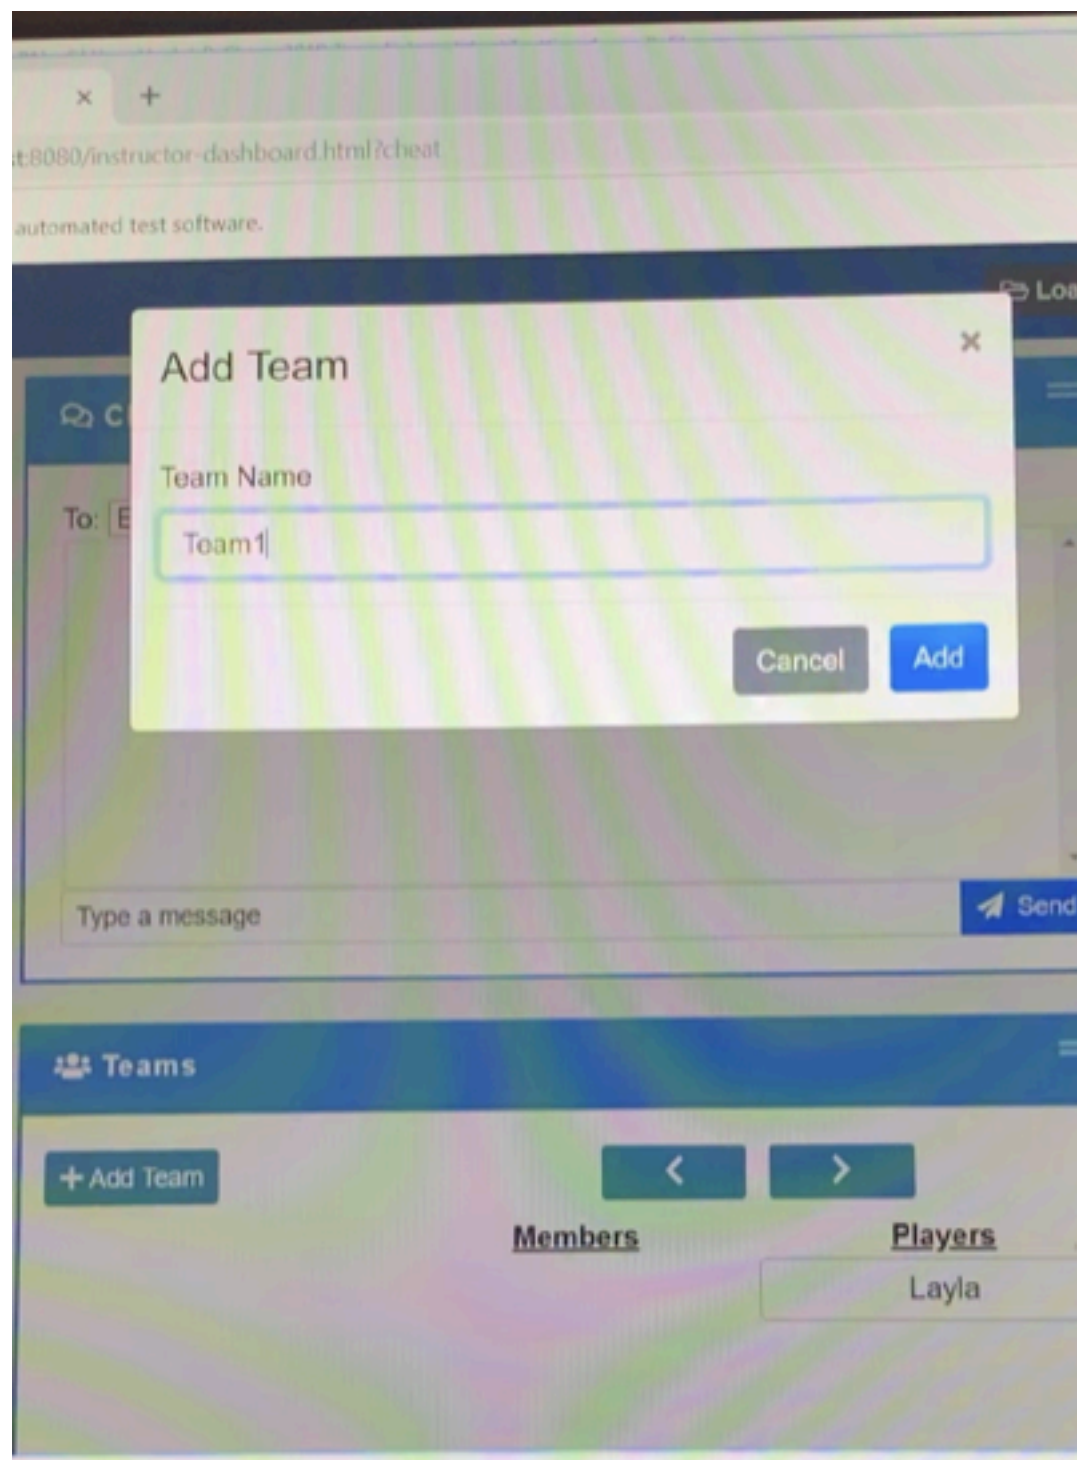 t:8080/instructor-dashboard.html?cheat
automated test software.
Loa
Add Team
×
C
Team Name
To: E
Team1
Cancel Add
Type a message
Send
Teams
+ Add Team
Members Players
Layla